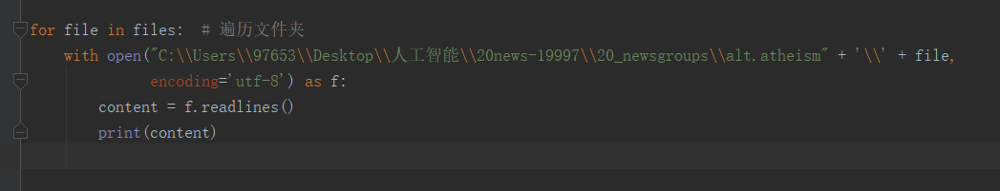 for file in files:  # 遍历文件夹
    with open("C:\\Users\\97653\\Desktop\\人工智能\\20news-19997\\20_newsgroups\\alt.atheism" + '\\' + file,
              encoding='utf-8') as f:
        content = f.readlines()
        print(content)